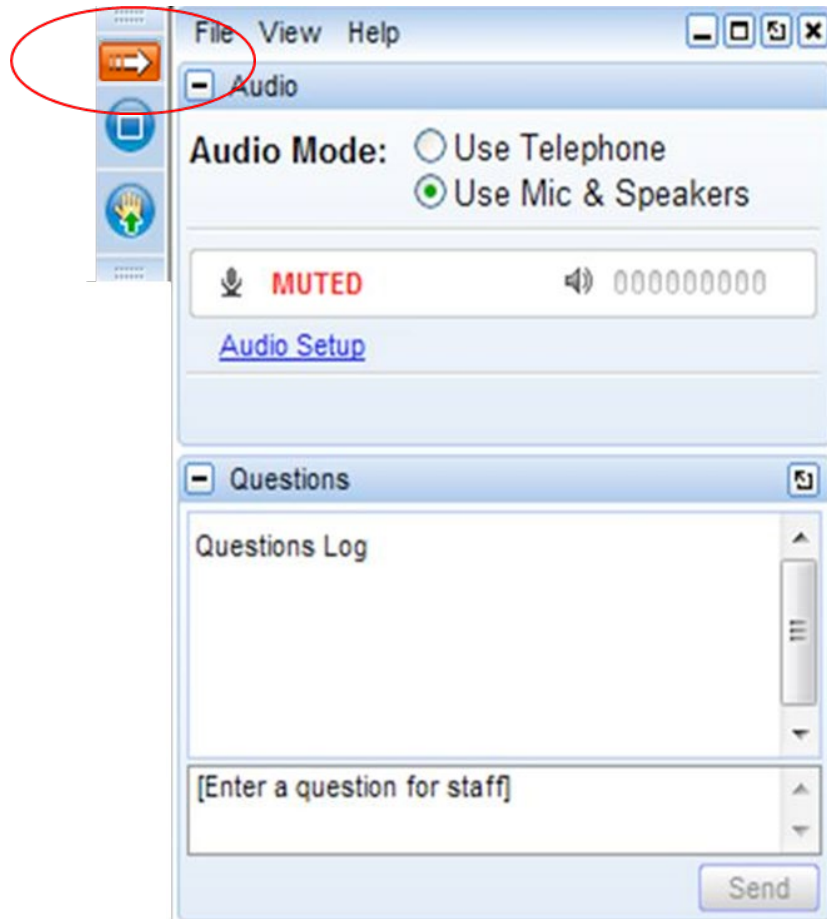 File View Help
Audio
Audio Mode: Use Telephone
Use Mic & Speakers
MUTED 000000000
Audio Setup
Questions
Questions Log
[Enter a question for staff]
Send